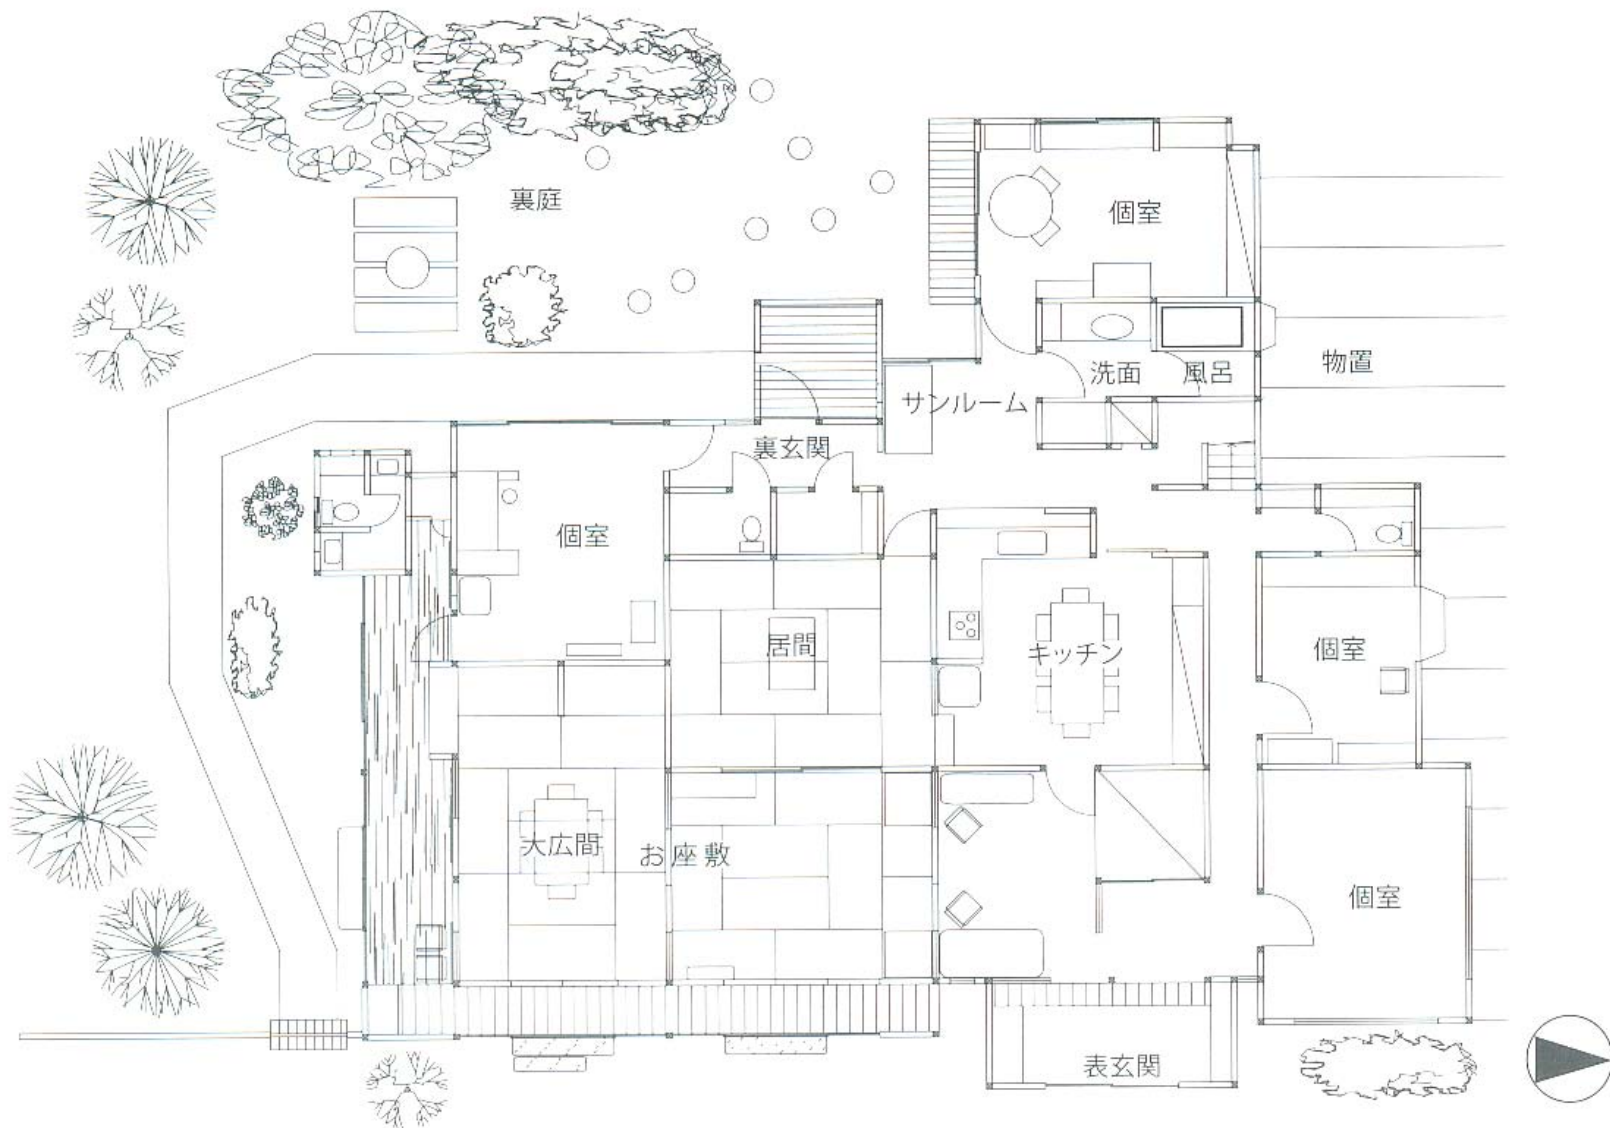 裏庭
個室
物置
洗面
風呂
サンルーム
裏玄関
個室
居間
キッチン
個室
大広間
お座敷
個室
表玄関